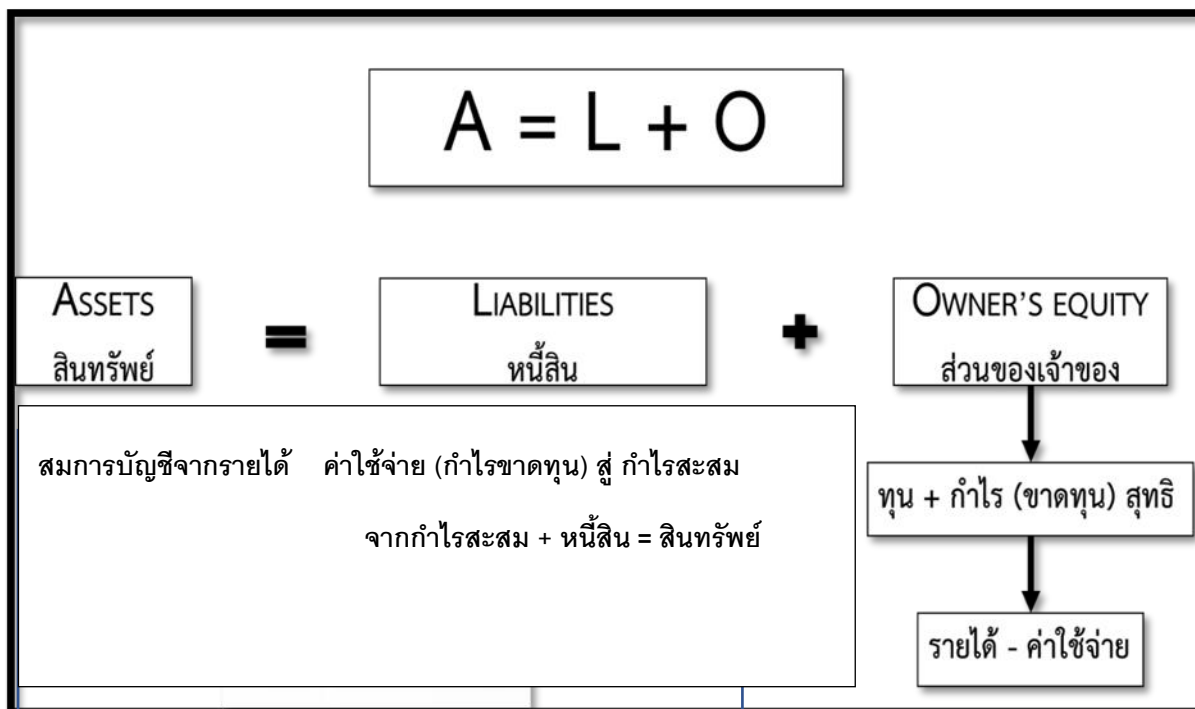 A = L + O
ASSETS
สินทรัพย์
=
LIABILITIES
หนี้สิน
+
OWNER'S EQUITY
ส่วนของเจ้าของ
สมการบัญชีจากรายได้ ค่าใช้จ่าย (กำไรขาดทุน) สู่ กำไรสะสม
จากกำไรสะสม + หนี้สิน = สินทรัพย์
ทุน + กำไร (ขาดทุน) สุทธิ
รายได้ - ค่าใช้จ่าย